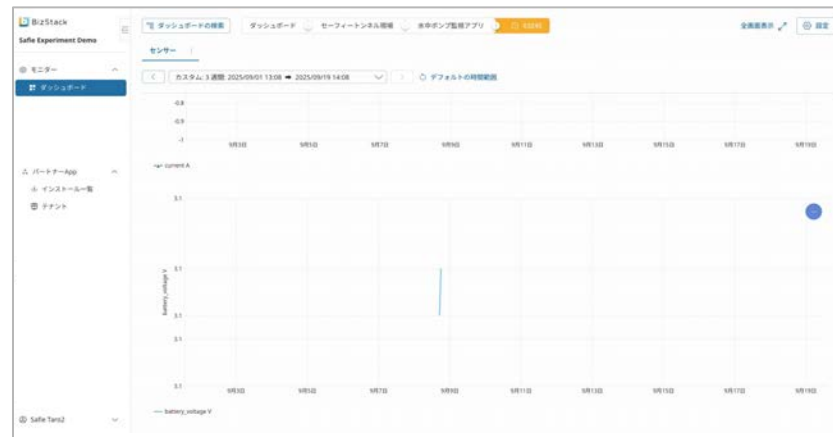 BizStack
Safie Experiment Demo
モニター
ダッシュボード
パートナーApp
インストール一覧
テナント
Safie Taro2
ダッシュボードの検索
ダッシュボード
セーフィートンネル現場
水中ポンプ監視アプリ
全画面表示
設定
センサー
カスタム: 3 週間: 2025/09/01 13:08 ➡ 2025/09/19 14:08
デフォルトの時間範囲
-0.8
-0.9
-1
9月3日 9月5日 9月7日 9月9日 9月11日 9月13日 9月15日 9月17日 9月19日
current A
battery_voltage V
3.1
3.1
3.1
3.1
3.1
9月3日 9月5日 9月7日 9月9日 9月11日 9月13日 9月15日 9月17日 9月19日
battery_voltage V